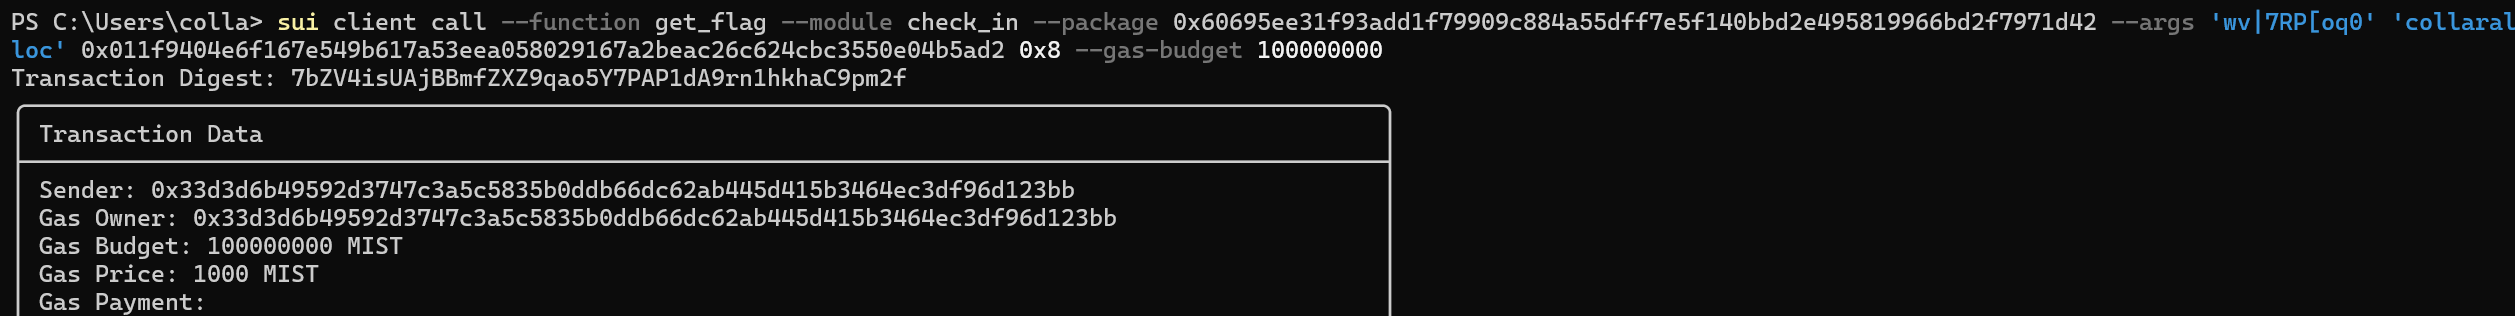 PS C:\Users\colla> sui client call --function get_flag --module check_in --package 0x60695ee31f93add1f79909c884a55dff7e5f140bbd2e495819966bd2f7971d42 --args 'wv|7RP[oq0' 'collaral
loc' 0x011f9404e6f167e549b617a53eea058029167a2beac26c624cbc3550e04b5ad2 0x8 --gas-budget 100000000
Transaction Digest: 7bZV4isUAjBBmfZXZ9qao5Y7PAP1dA9rn1hkhaC9pm2f
Transaction Data
Sender: 0x33d3d6b49592d3747c3a5c5835b0ddb66dc62ab445d415b3464ec3df96d123bb
Gas Owner: 0x33d3d6b49592d3747c3a5c5835b0ddb66dc62ab445d415b3464ec3df96d123bb
Gas Budget: 100000000 MIST
Gas Price: 1000 MIST
Gas Payment: